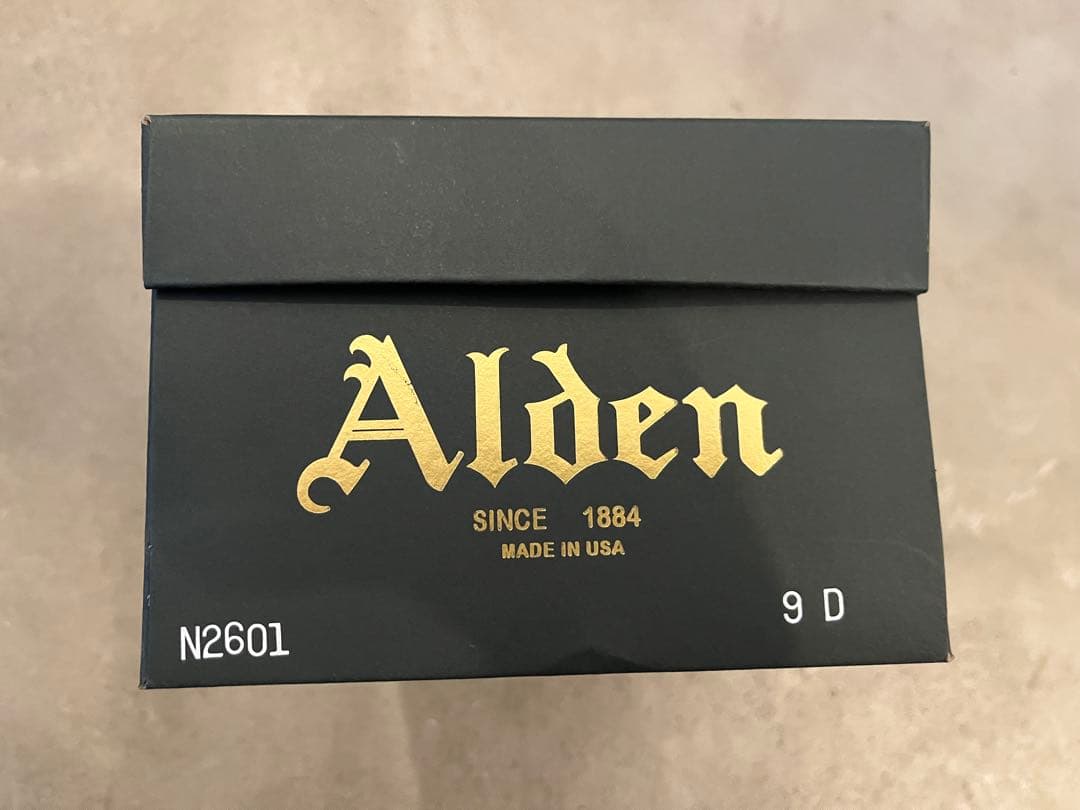 Alden
SINCE 1884
MADE IN USA
N2601
9 D